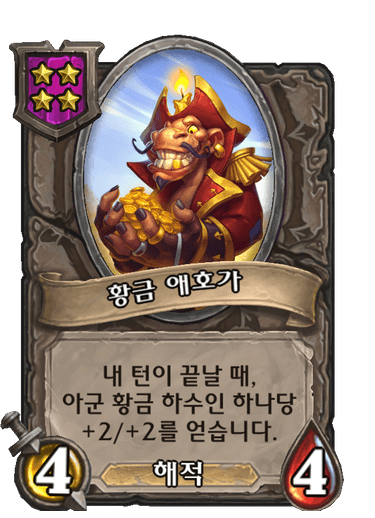 황금 애호가
내 턴이 끝날 때,
아군 황금 하수인 하나당
+2/+2를 얻습니다.
4
해적
4